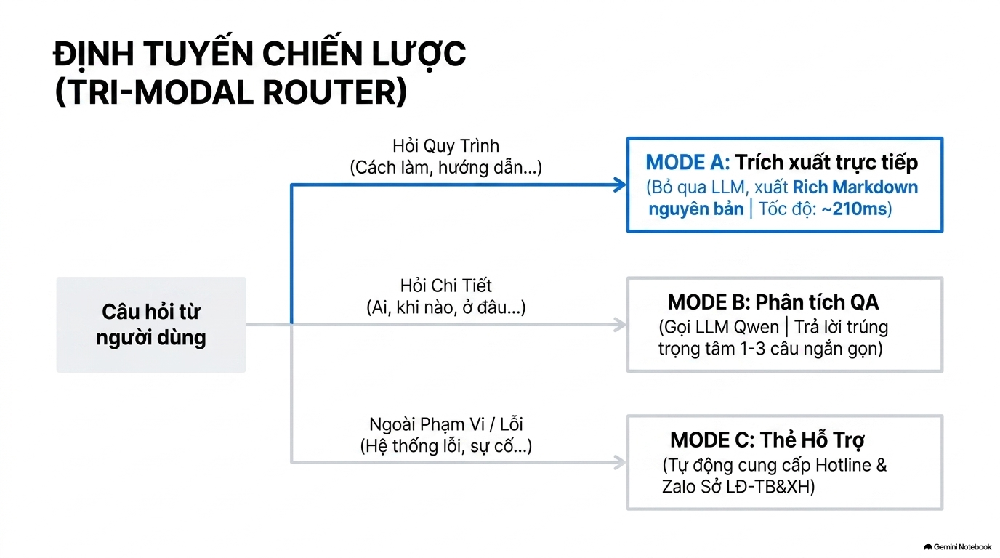 ĐỊNH TUYẾN CHIẾN LƯỢC
(TRI-MODAL ROUTER)
Hỏi Quy Trình
(Cách làm, hướng dẫn...)
MODE A: Trích xuất trực tiếp
(Bỏ qua LLM, xuất Rich Markdown
nguyên bản | Tốc độ: ~210ms)
Câu hỏi từ
người dùng
Hỏi Chi Tiết
(Ai, khi nào, ở đâu...)
MODE B: Phân tích QA
(Gọi LLM Qwen | Trả lời trúng
trọng tâm 1-3 câu ngắn gọn)
Ngoài Phạm Vi / Lỗi
(Hệ thống lỗi, sự cố...)
MODE C: Thẻ Hỗ Trợ
(Tự động cung cấp Hotline &
Zalo Sở LĐ-TB&XH)
Gemini Notebook